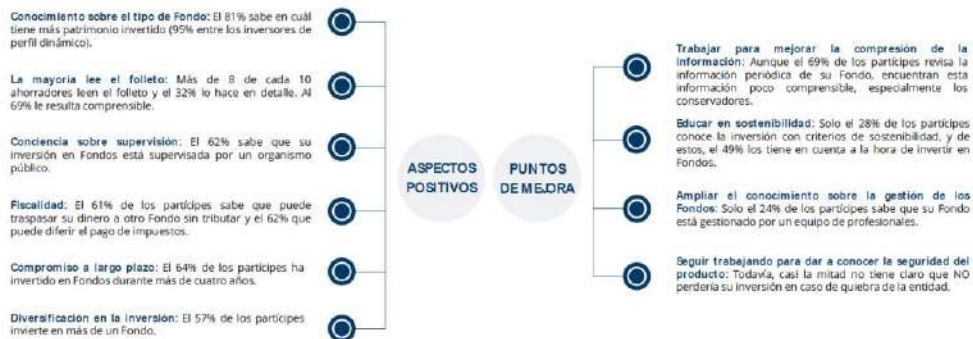 Conocimiento sobre el tipo de Fondo: El 81% sabe en cuál
tiene más patrimonio invertido (95% entre los inversores de
perfil dinámico).
La mayoría lee el folleto: Más de 8 de cada 10
ahorradores leen el folleto y el 32% lo hace en detalle. Al
69% le resulta comprensible.
Conciencia sobre supervisión: El 62% sabe que su
inversión en Fondos está supervisada por un organismo
público.
Fiscalidad: El 61% de los partícipes sabe que puede
traspasar su dinero a otro Fondo sin tributar y el 62% que
puede diferir el pago de impuestos.
Compromiso a largo plazo: El 64% de los partícipes ha
invertido en Fondos durante más de cuatro años.
Diversificación en la inversión: El 57% de los partícipes
invierte en más de un Fondo.
ASPECTOS
POSITIVOS
PUNTOS
DE MEJORA
Trabajar para mejorar la compresión de la
información: Aunque el 69% de los partícipes revisa la
información periódica de su Fondo, encuentran esta
información poco comprensible, especialmente los
conservadores.
Educar en sostenibilidad: Solo el 28% de los partícipes
conoce la inversión con criterios de sostenibilidad, y de
estos, el 49% los tiene en cuenta a la hora de invertir en
Fondos.
Ampliar el conocimiento sobre la gestión de los
Fondos: Solo el 24% de los partícipes sabe que su Fondo
está gestionado por un equipo de profesionales.
Seguir trabajando para dar a conocer la seguridad del
producto: Todavía, casi la mitad no tiene claro que NO
perdería su inversión en caso de quiebra de la entidad.